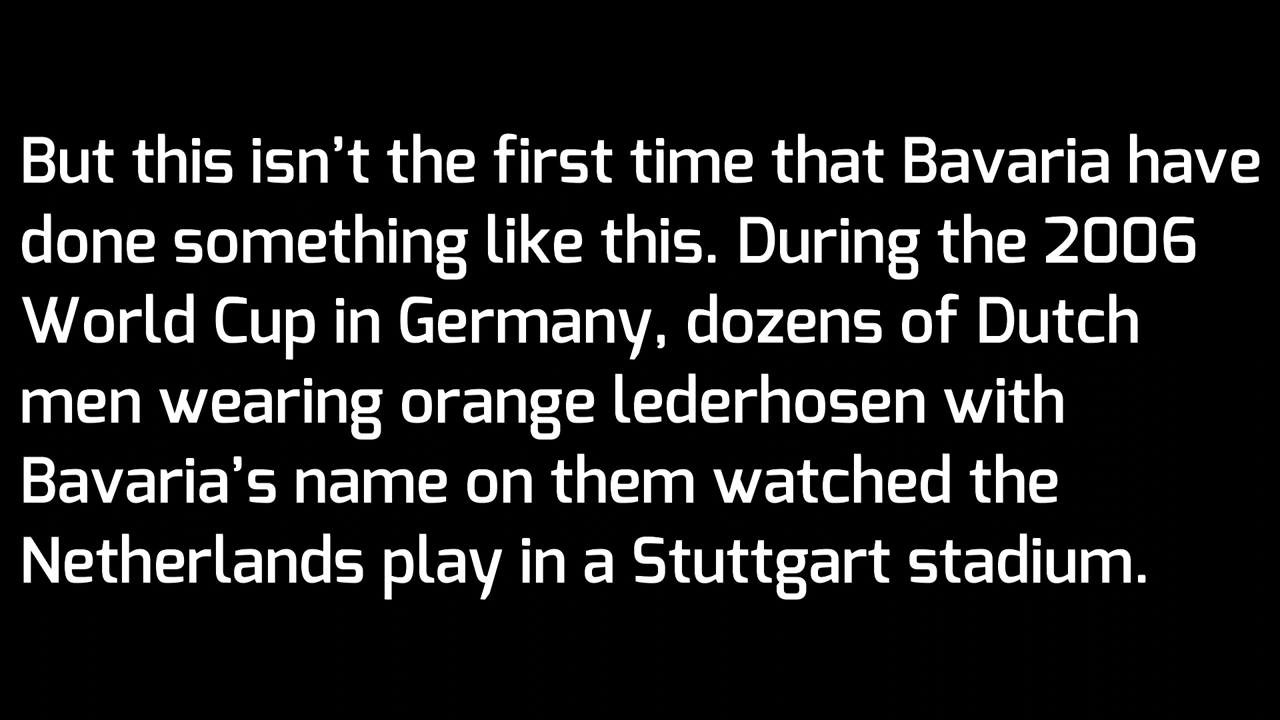 But this isn’t the first time that Bavaria have
done something like this. During the 2006
World Cup in Germany, dozens of Dutch
men wearing orange lederhosen with
Bavaria’s name on them watched the
Netherlands play in a Stuttgart stadium.